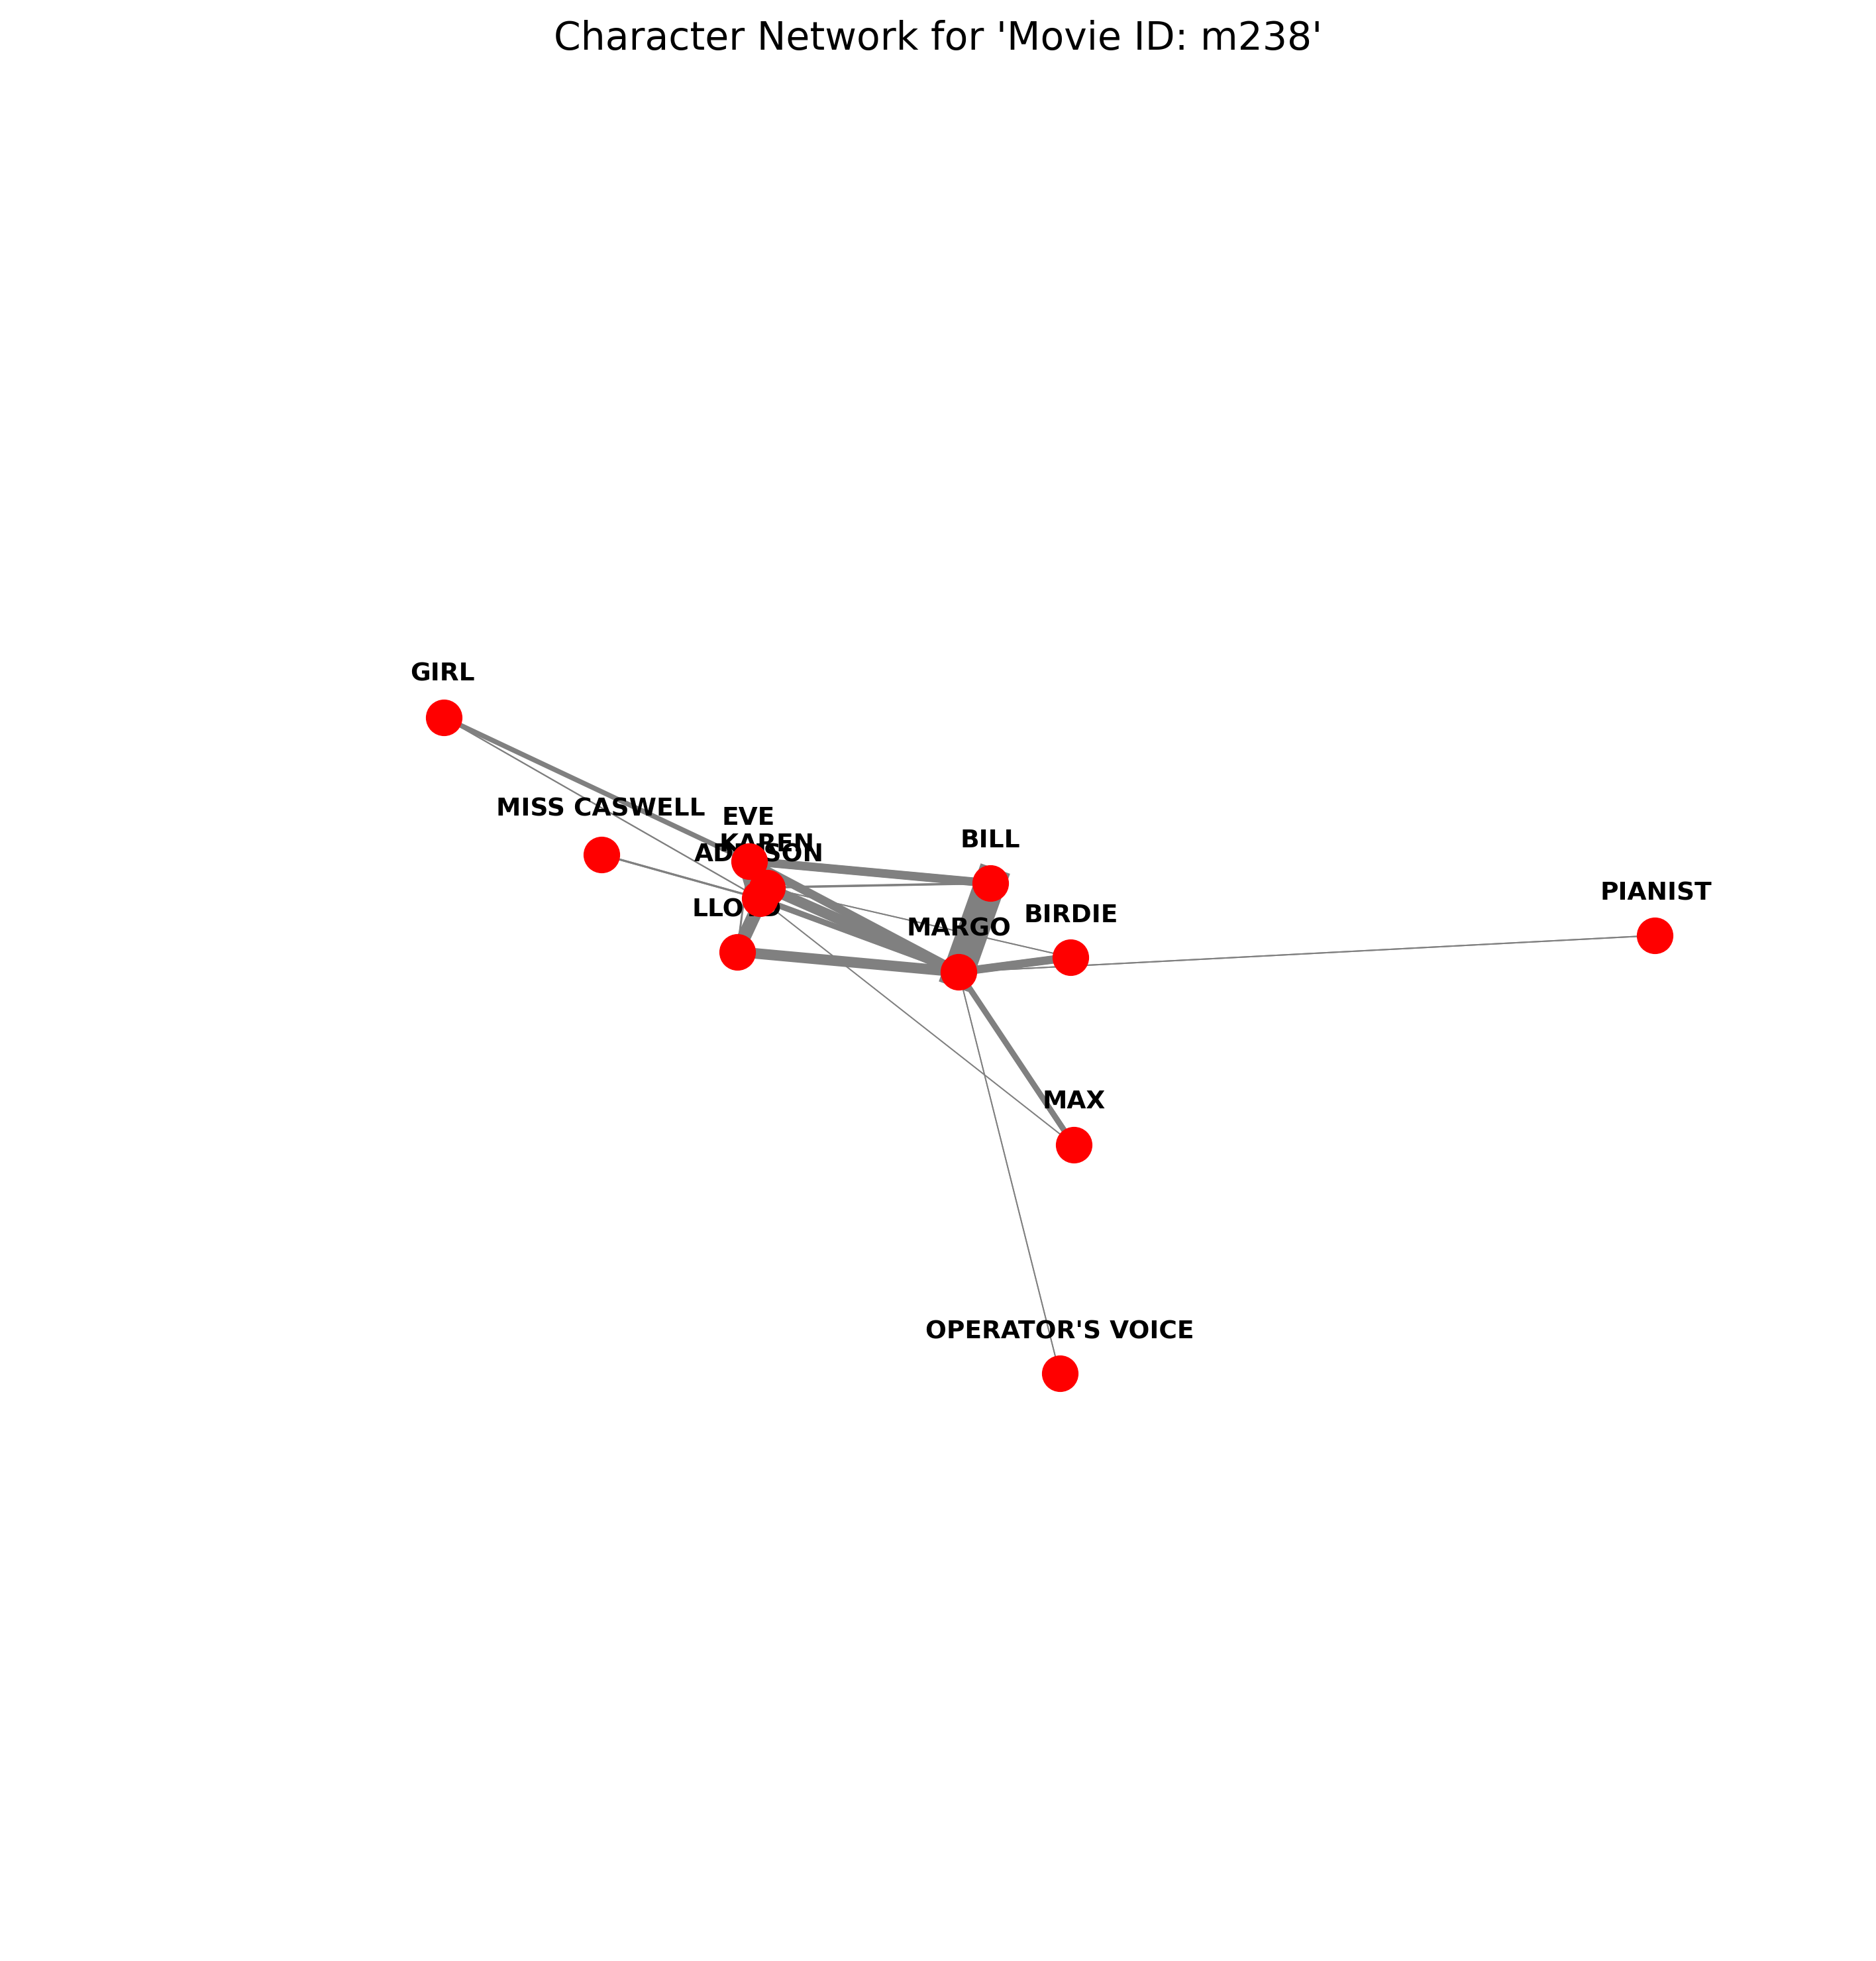 Character Network for 'Movie ID: m238'
GIRL
MISS CASWELL
EVE
KAREN
BILL
ADDISON
PIANIST
LLOYD
BIRDIE
MARGO
MAX
OPERATOR'S VOICE